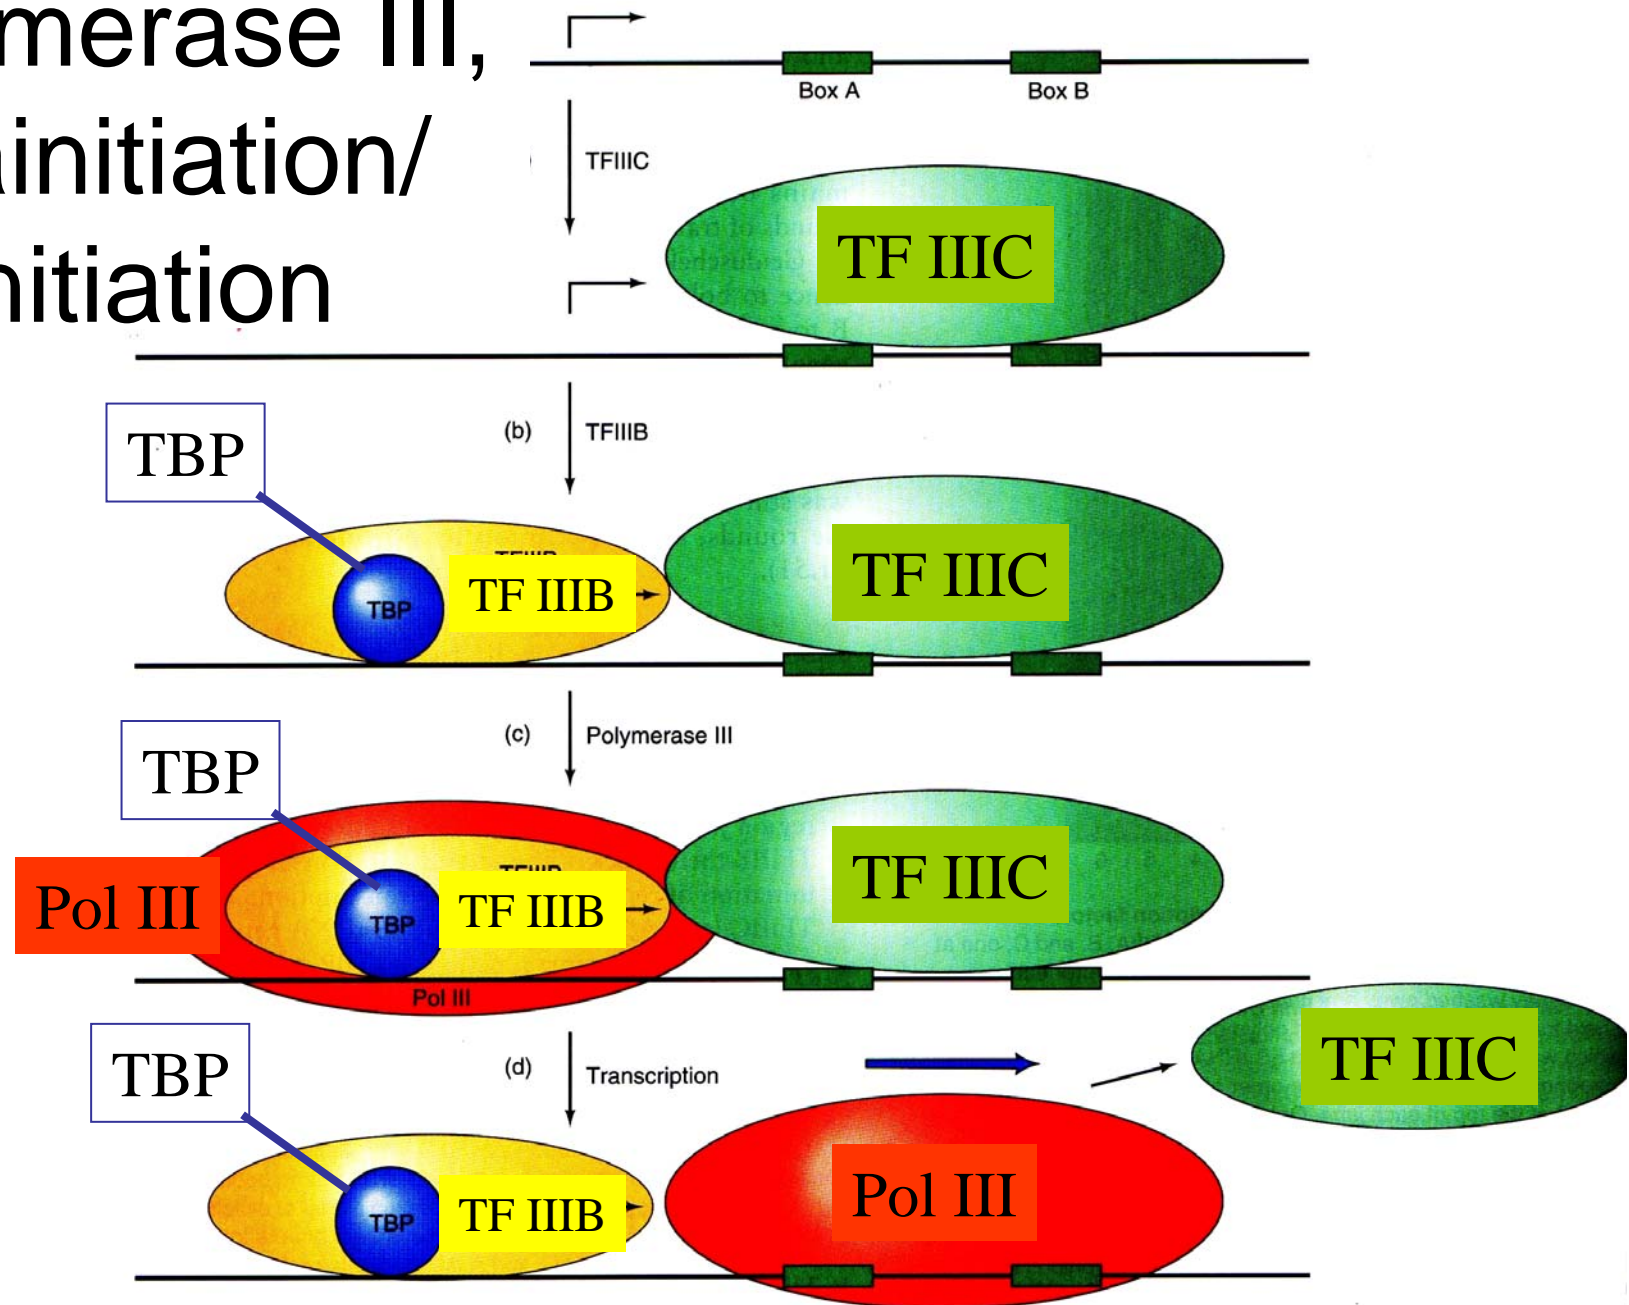 merase III,
initiation/
nitiation
Box A Box B
TFIIIC
TF IIIC
(b) TFIIIB
TBP
TF IIIC
TBP TF IIIB
(c) Polymerase III
TBP
TF IIIC
Pol III
TBP TF IIIB
Pol III
TF IIIC
(d) Transcription
TBP
Pol III
TBP TF IIIB